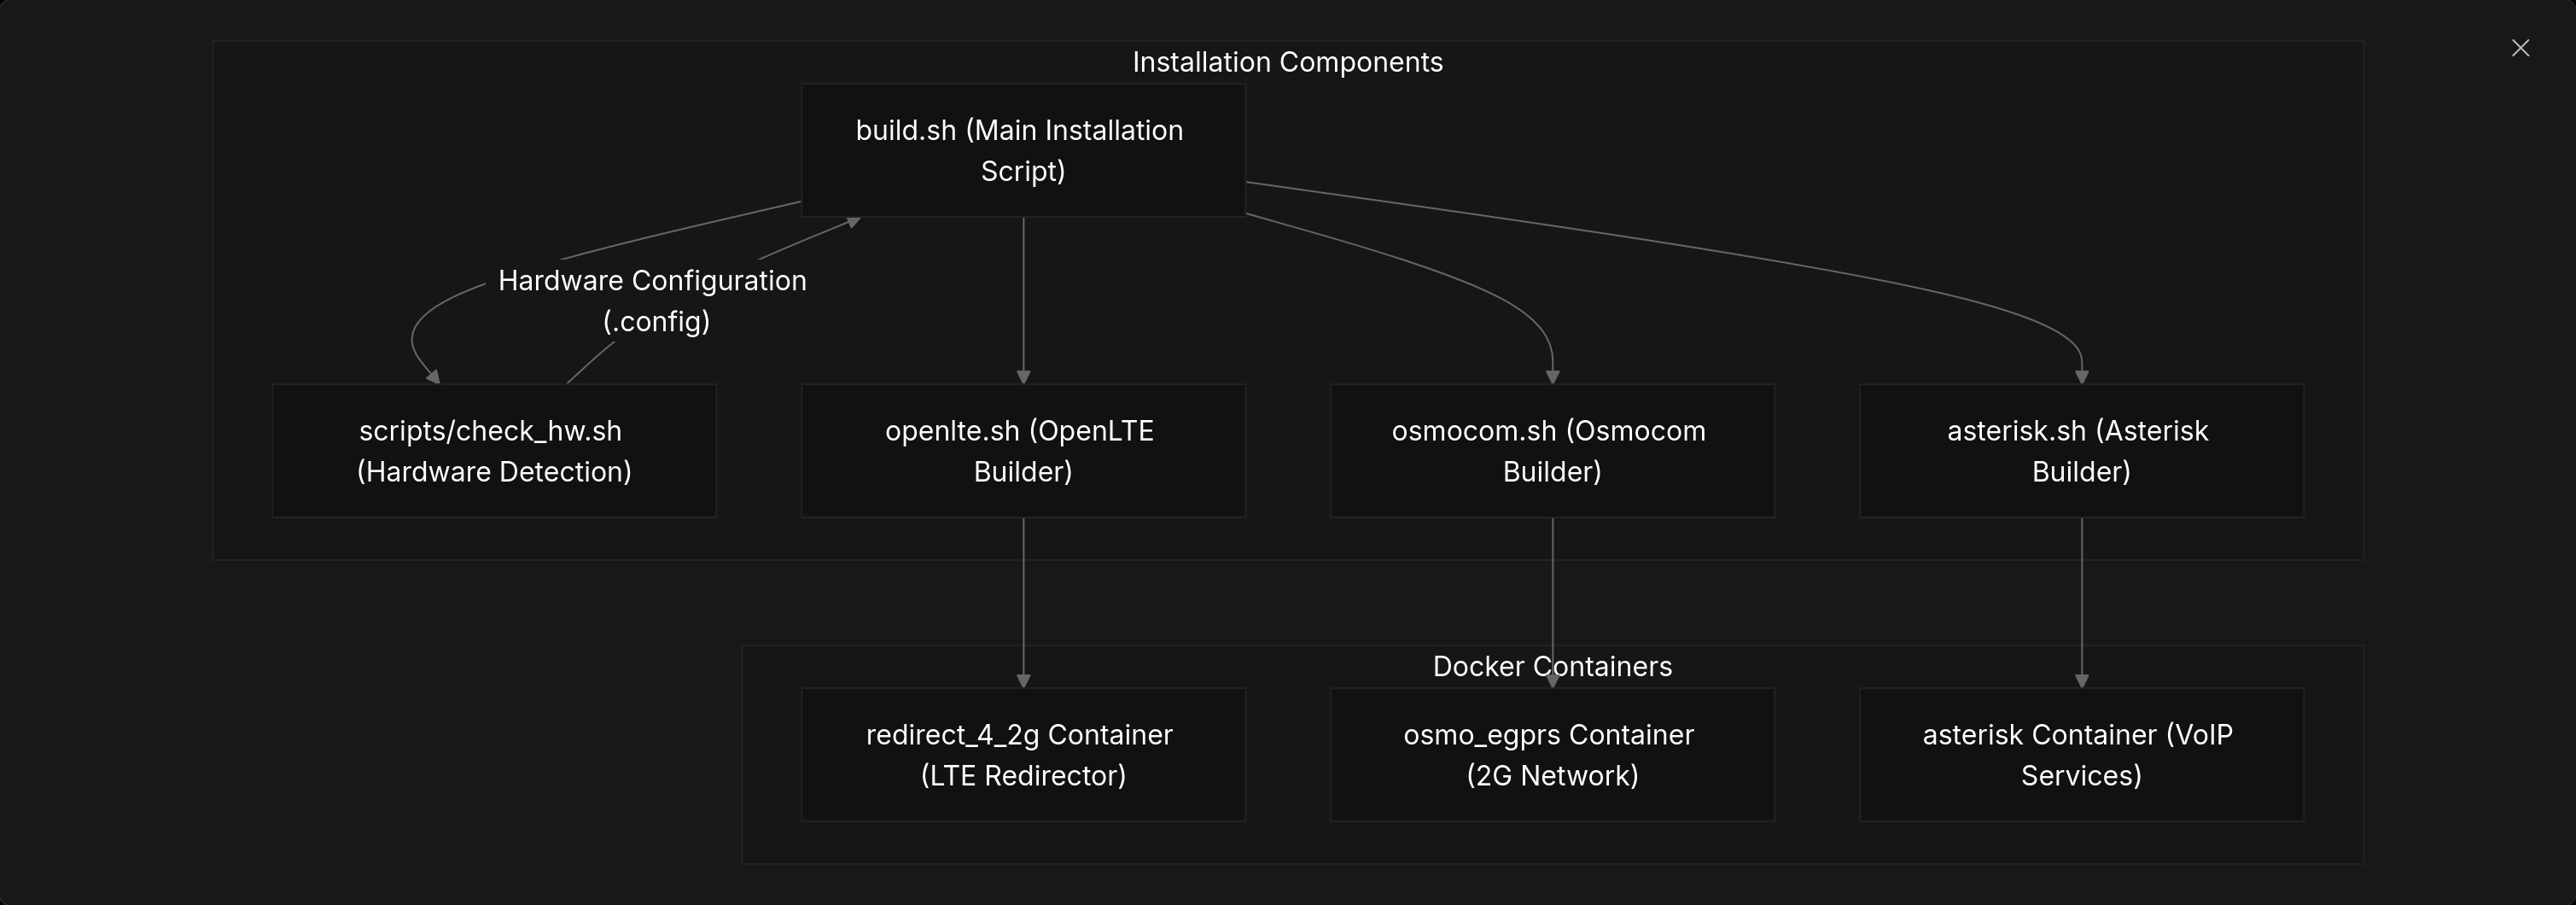 Installation Components
build.sh (Main Installation
Script)
Hardware Configuration
(.config)
scripts/check_hw.sh
(Hardware Detection)
openlte.sh (OpenLTE
Builder)
osmocom.sh (Osmocom
Builder)
asterisk.sh (Asterisk
Builder)
Docker Containers
redirect_4_2g Container
(LTE Redirector)
osmo_egprs Container
(2G Network)
asterisk Container (VoIP
Services)